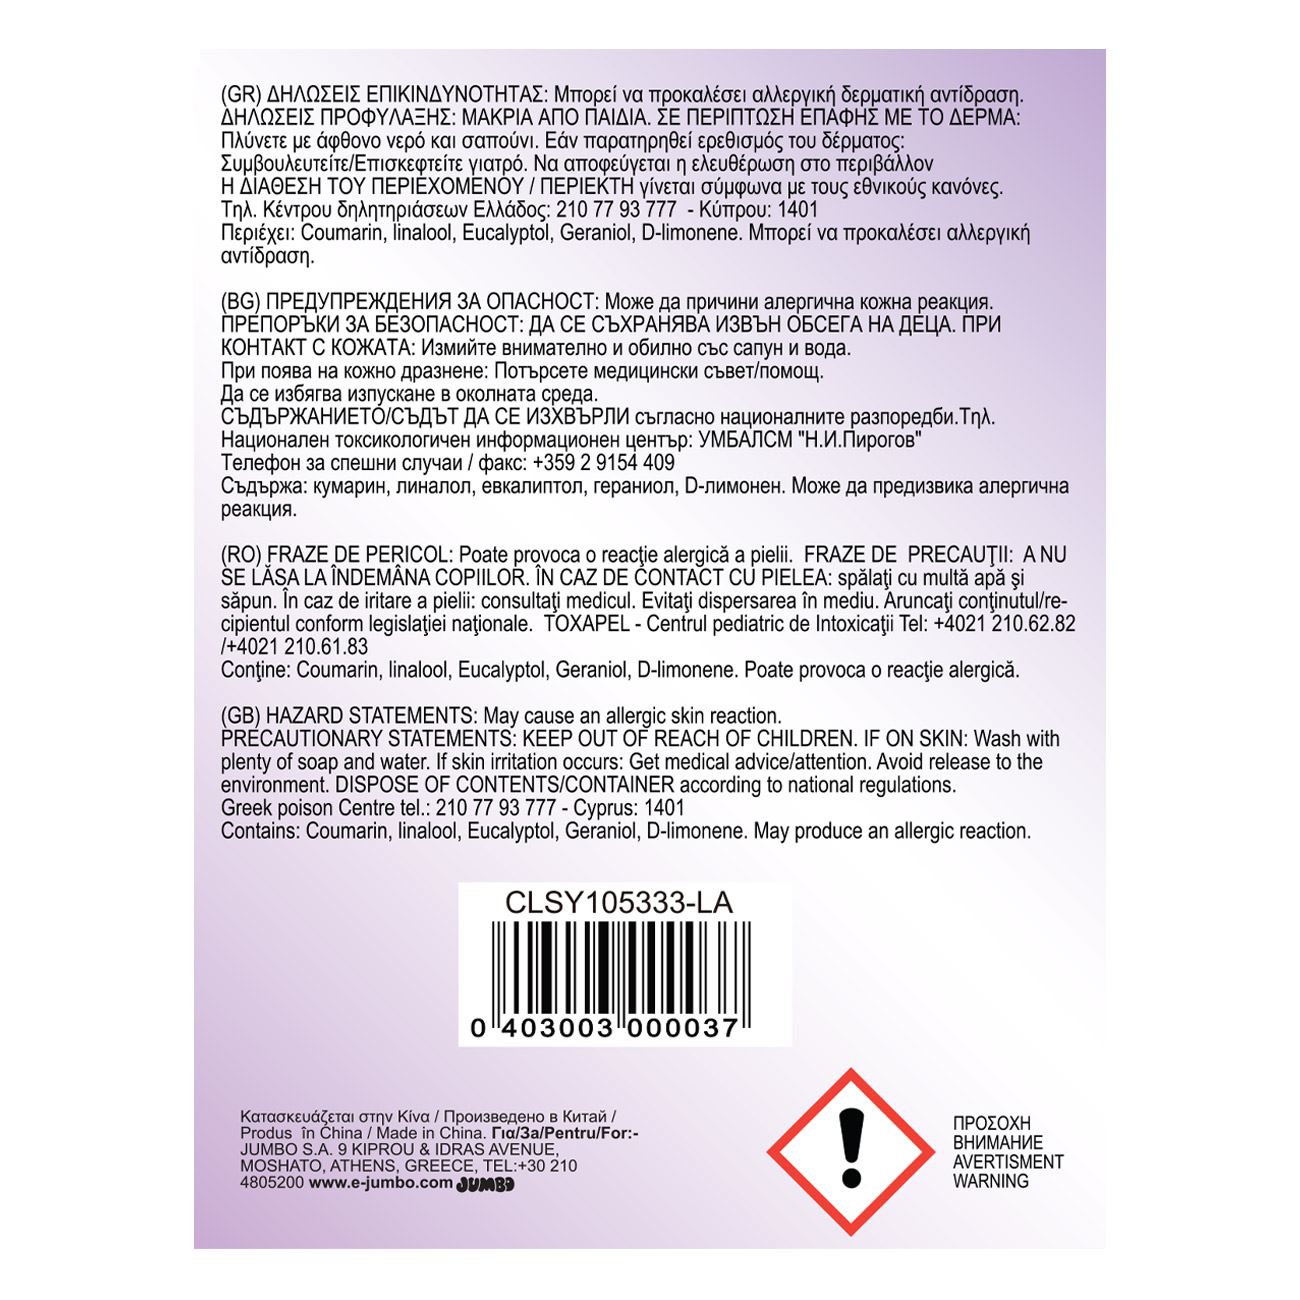 (GR) ΔΗΛΩΣΕΙΣ ΕΠΙΚΙΝΔΥΝΟΤΗΤΑΣ: Μπορεί να προκαλέσει αλλεργική δερματική αντίδραση.
ΔΗΛΩΣΕΙΣ ΠΡΟΦΥΛΑΞΗΣ: ΜΑΚΡΙΑ ΑΠΟ ΠΑΙΔΙΑ. ΣΕ ΠΕΡΙΠΤΩΣΗ ΕΠΑΦΗΣ ΜΕ ΤΟ ΔΕΡΜΑ:
Πλύνετε με άφθονο νερό και σαπούνι. Εάν παρατηρηθεί ερεθισμός του δέρματος:
Συμβουλευτείτε/Επισκεφτείτε γιατρό. Να αποφεύγεται η ελευθέρωση στο περιβάλλον
Η ΔΙΑΘΕΣΗ ΤΟΥ ΠΕΡΙΕΧΟΜΕΝΟΥ / ΠΕΡΙΕΚΤΗ γίνεται σύμφωνα με τους εθνικούς κανόνες.
Τηλ. Κέντρου δηλητηριάσεων Ελλάδος: 210 77 93 777 - Κύπρου: 1401
Περιέχει: Coumarin, linalool, Eucalyptol, Geraniol, D-limonene. Μπορεί να προκαλέσει αλλεργική
αντίδραση.
(BG) ПРЕДУПРЕЖДЕНИЯ ЗА ОПАСНОСТ: Може да причини алергична кожна реакция.
ПРЕПОРЪКИ ЗА БЕЗОПАСНОСТ: ДА СЕ СЪХРАНЯВА ИЗВЪН ОБСЕГА НА ДЕЦА. ПРИ
КОНТАКТ С КОЖАТА: Измийте внимателно и обилно със сапун и вода.
При поява на кожно дразнене: Потърсете медицински съвет/помощ.
Да се избягва изпускане в околната среда.
СЪДЪРЖАНИЕТО/СЪДЪТ ДА СЕ ИЗХВЪРЛИ съгласно националните разпоредби.Тηλ.
Национален токсикологичен информационен център: УМБАЛСМ "Н.И.Пирогов"
Телефон за спешни случаи / факс: +359 2 9154 409
Съдържа: кумарин, линалол, евкалиптол, гераниол, D-лимонен. Може да предизвика алергична
реакция.
(RO) FRAZE DE PERICOL: Poate provoca o reacţie alergică a pielii. FRAZE DE PRECAUŢII: A NU
SE LĂSA LA ÎNDEMÂNA COPIILOR. ÎN CAZ DE CONTACT CU PIELEA: spălaţi cu multă apă şi
săpun. În caz de iritare a pielii: consultaţi medicul. Evitaţi dispersarea în mediu. Aruncaţi conţinutul/re-
cipientul conform legislaţiei naţionale. TOXAPEL - Centrul pediatric de Intoxicaţii Tel: +4021 210.62.82
/+4021 210.61.83
Conţine: Coumarin, linalool, Eucalyptol, Geraniol, D-limonene. Poate provoca o reacţie alergică.
(GB) HAZARD STATEMENTS: May cause an allergic skin reaction.
PRECAUTIONARY STATEMENTS: KEEP OUT OF REACH OF CHILDREN. IF ON SKIN: Wash with
plenty of soap and water. If skin irritation occurs: Get medical advice/attention. Avoid release to the
environment. DISPOSE OF CONTENTS/CONTAINER according to national regulations.
Greek poison Centre tel.: 210 77 93 777 - Cyprus: 1401
Contains: Coumarin, linalool, Eucalyptol, Geraniol, D-limonene. May produce an allergic reaction.
CLSY105333-LA
0 403003 000037
Κατασκευάζεται στην Κίνα / Произведено в Китай /
Produs în China / Made in China. Για/За/Pentru/For:-
JUMBO S.A. 9 KIPROU & IDRAS AVENUE,
MOSHATO, ATHENS, GREECE, TEL:+30 210
4805200 www.e-jumbo.com JUMBO
ΠΡΟΣΟΧΗ
ВНИМАНИЕ
AVERTISMENT
WARNING